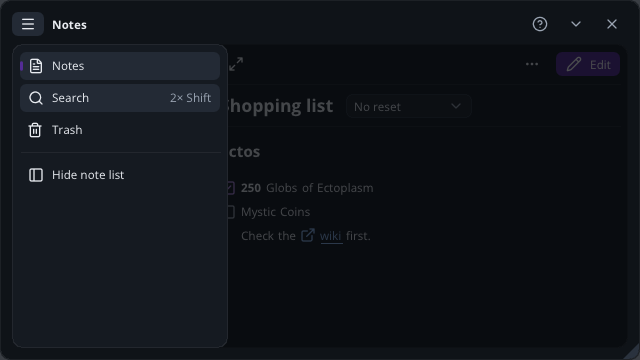 Notes
Notes
Edit
Search 2× Shift
hopping list No reset
Trash
ctos
Hide note list
250 Globs of Ectoplasm
Mystic Coins
Check the wiki first.